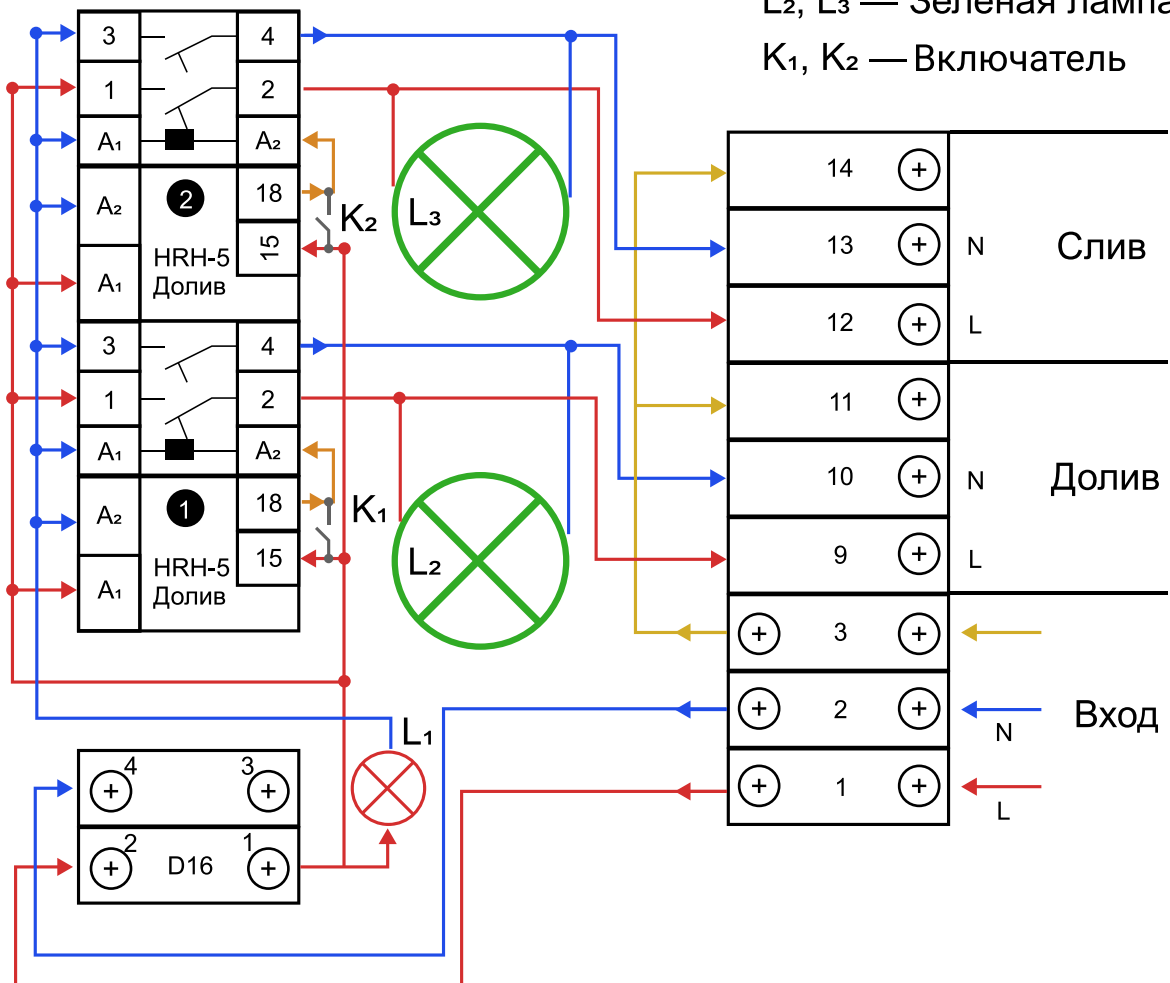 L₂, L₃ — Зеленая лампа
K₁, K₂ — Включатель
3
4
1
2
A₁
A₂
A₂
2
18
K₂
15
HRH-5
Долив
A₁
L₃
3
4
1
2
A₁
A₂
A₂
1
18
K₁
15
HRH-5
Долив
A₁
L₂
14
13
N
Слив
12
L
11
10
N
Долив
9
L
3
2
N
Вход
1
L
L₁
4
3
2
1
D16